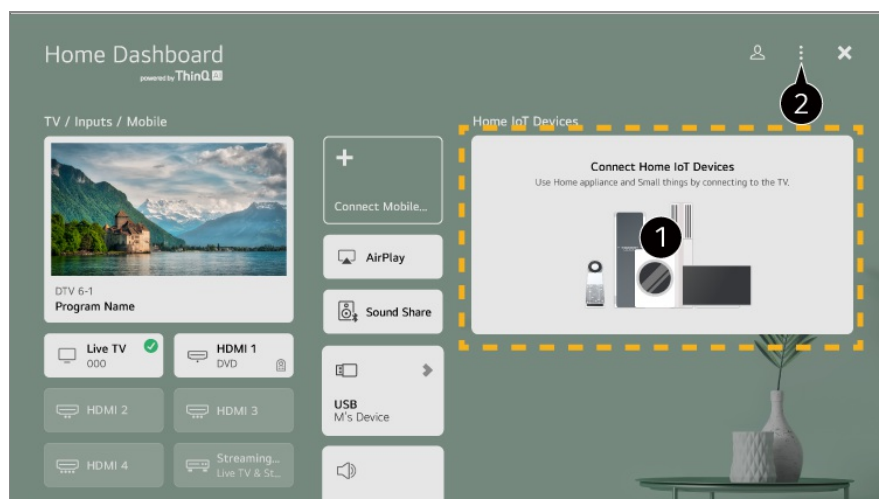 Home Dashboard
powered by ThinQ AI
2
TV / Inputs / Mobile
Home IoT Devices
Connect Home IoT Devices
Use Home appliance and Small things by connecting to the TV.
1
+
Connect Mobile...
AirPlay
Sound Share
DTV 6-1
Program Name
Live TV
000
HDMI 1
DVD
USB
M's Device
HDMI 2
HDMI 3
HDMI 4
Streaming...
Live TV & St...